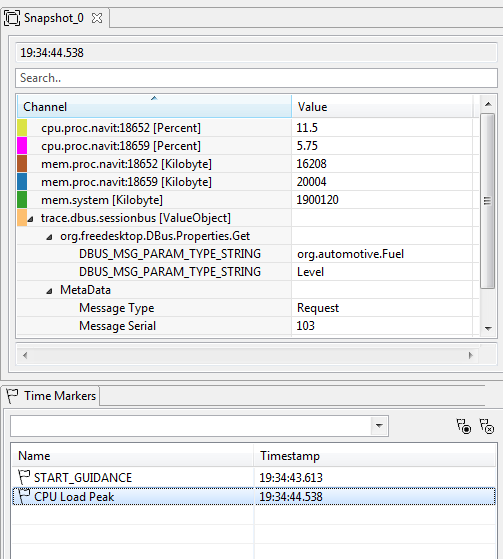 Snapshot_0
19:34:44.538
Search..
Channel Value
cpu.proc.navit:18652 [Percent] 11.5
cpu.proc.navit:18659 [Percent] 5.75
mem.proc.navit:18652 [Kilobyte] 16208
mem.proc.navit:18659 [Kilobyte] 20004
mem.system [Kilobyte] 1900120
trace.dbus.sessionbus [ValueObject]
org.freedesktop.DBus.Properties.Get
DBUS_MSG_PARAM_TYPE_STRING org.automotive.Fuel
DBUS_MSG_PARAM_TYPE_STRING Level
MetaData
Message Type Request
Message Serial 103
Time Markers
Name Timestamp
START_GUIDANCE 19:34:43.613
CPU Load Peak 19:34:44.538